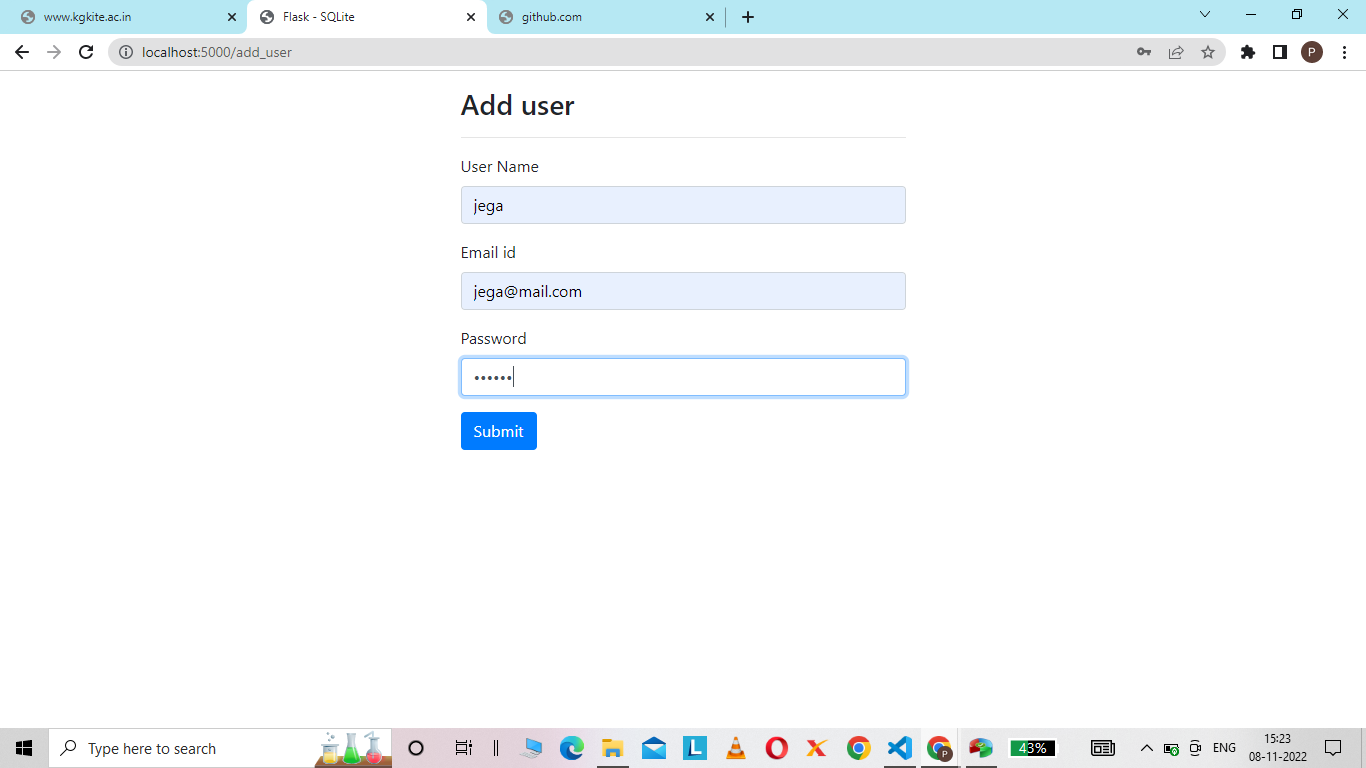 www.kgkite.ac.in
Flask - SQLite
github.com
localhost:5000/add_user
P
Add user
User Name
jega
Email id
jega@mail.com
Password
••••••
Submit
Type here to search
L
P
43%
ENG
15:23
08-11-2022